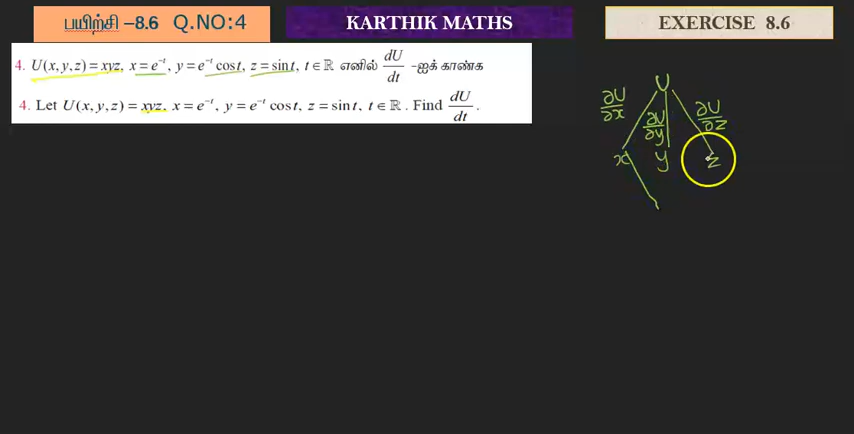 பயிற்சி –8.6 Q.NO:4
KARTHIK MATHS
EXERCISE 8.6
4. U(x, y, z) = xyz, x = e⁻ᵗ, y = e⁻ᵗ cos t, z = sin t, t ∈ ℝ எனில் dU/dt -ஐக் காண்க
4. Let U(x, y, z) = xyz, x = e⁻ᵗ, y = e⁻ᵗ cos t, z = sin t, t ∈ ℝ. Find dU/dt.
U
∂U/∂x ∂U/∂y ∂U/∂z
x y z